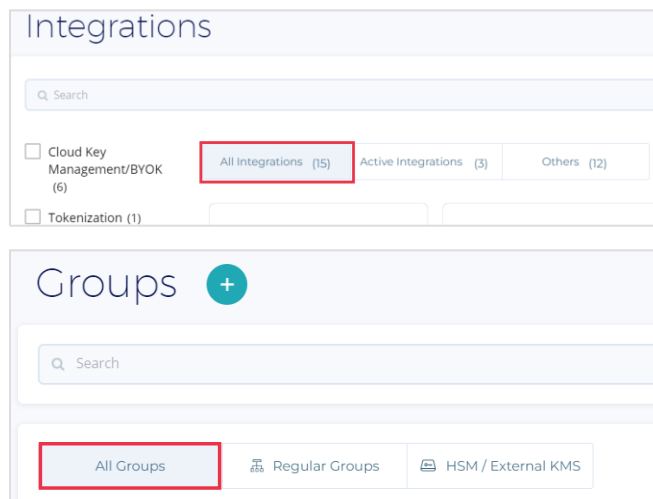 Integrations
Search
Cloud Key
Management/BYOK
(6)
All Integrations (15) Active Integrations (3) Others (12)
Tokenization (1)
Groups +
Search
All Groups Regular Groups HSM / External KMS